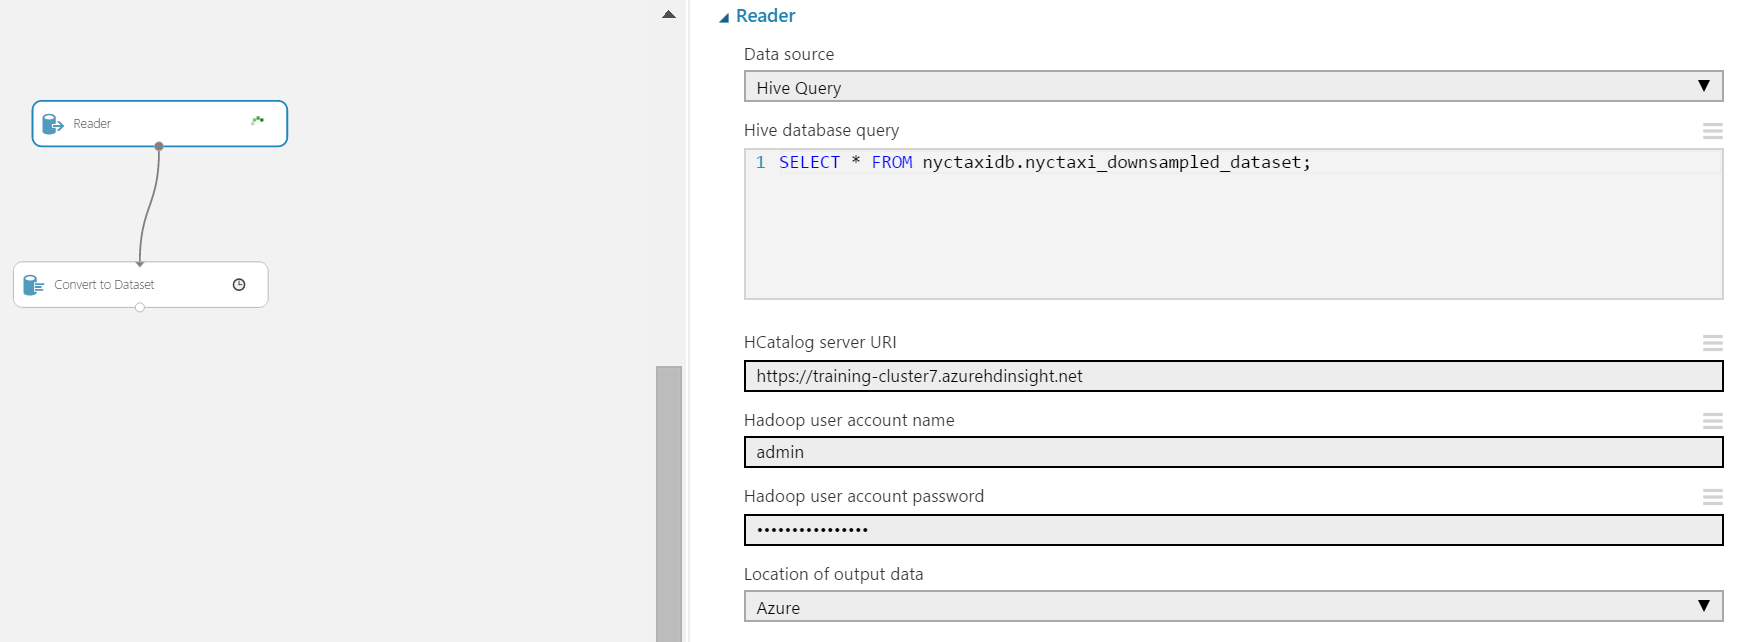 Reader
Convert to Dataset
Reader
Data source
Hive Query
Hive database query
1 SELECT * FROM nyctaxidb.nyctaxi_downsampled_dataset;
HCatalog server URI
https://training-cluster7.azurehdinsight.net
Hadoop user account name
admin
Hadoop user account password
••••••••••••••••
Location of output data
Azure